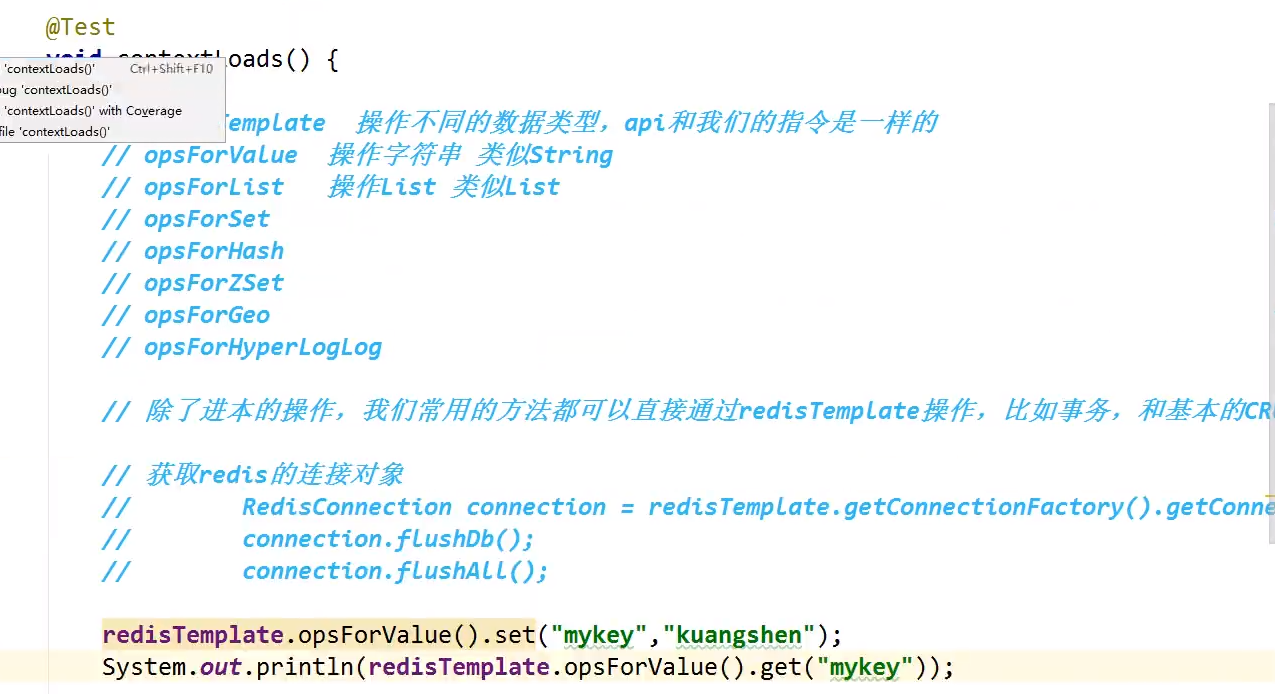 @Test
void contextLoads() {
'contextLoads()' Ctrl+Shift+F10
'contextLoads()'
'contextLoads()' with Coverage
'contextLoads()'
Template 操作不同的数据类型，api和我们的指令是一样的
// opsForValue 操作字符串 类似String
// opsForList 操作List 类似List
// opsForSet
// opsForHash
// opsForZSet
// opsForGeo
// opsForHyperLogLog
// 除了进本的操作，我们常用的方法都可以直接通过redisTemplate操作，比如事务，和基本的CR
// 获取redis的连接对象
// RedisConnection connection = redisTemplate.getConnectionFactory().getConne
// connection.flushDb();
// connection.flushAll();
redisTemplate.opsForValue().set("mykey","kuangshen");
System.out.println(redisTemplate.opsForValue().get("mykey"));